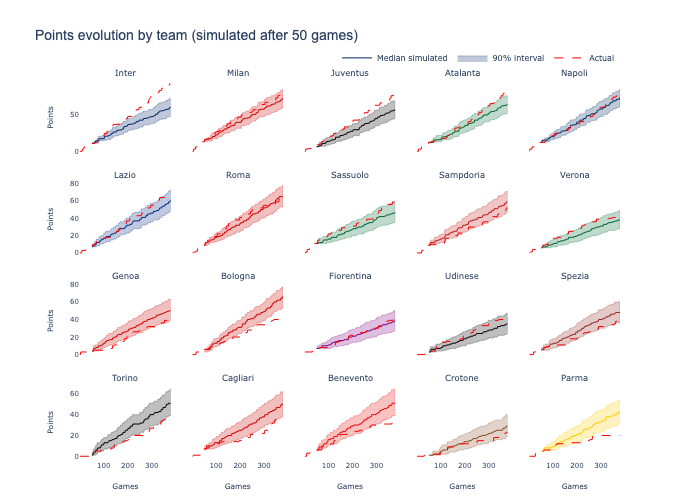 Points evolution by team (simulated after 50 games)
Median simulated 90% interval Actual
Inter Milan Juventus Atalanta Napoli
Points
50
0
Lazio Roma Sassuolo Sampdoria Verona
Points
80
60
40
20
0
Genoa Bologna Fiorentina Udinese Spezia
Points
80
60
40
20
0
Torino Cagliari Benevento Crotone Parma
Points
60
40
20
0
100 200 300 100 200 300 100 200 300 100 200 300 100 200 300
Games Games Games Games Games